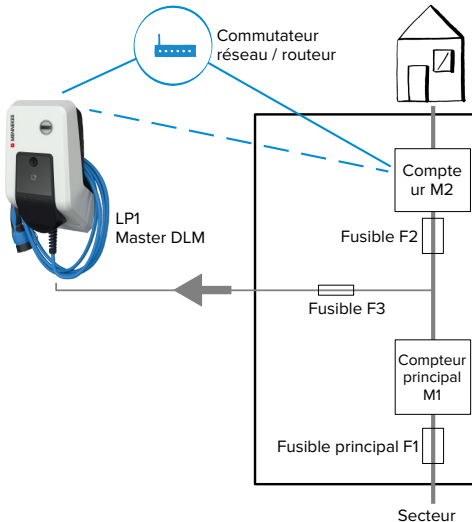 Commutateur
réseau / routeur
MENNEKES
Compte
ur M2
LP1
Master DLM
Fusible F2
Fusible F3
Compteur
principal
M1
Fusible principal F1
Secteur